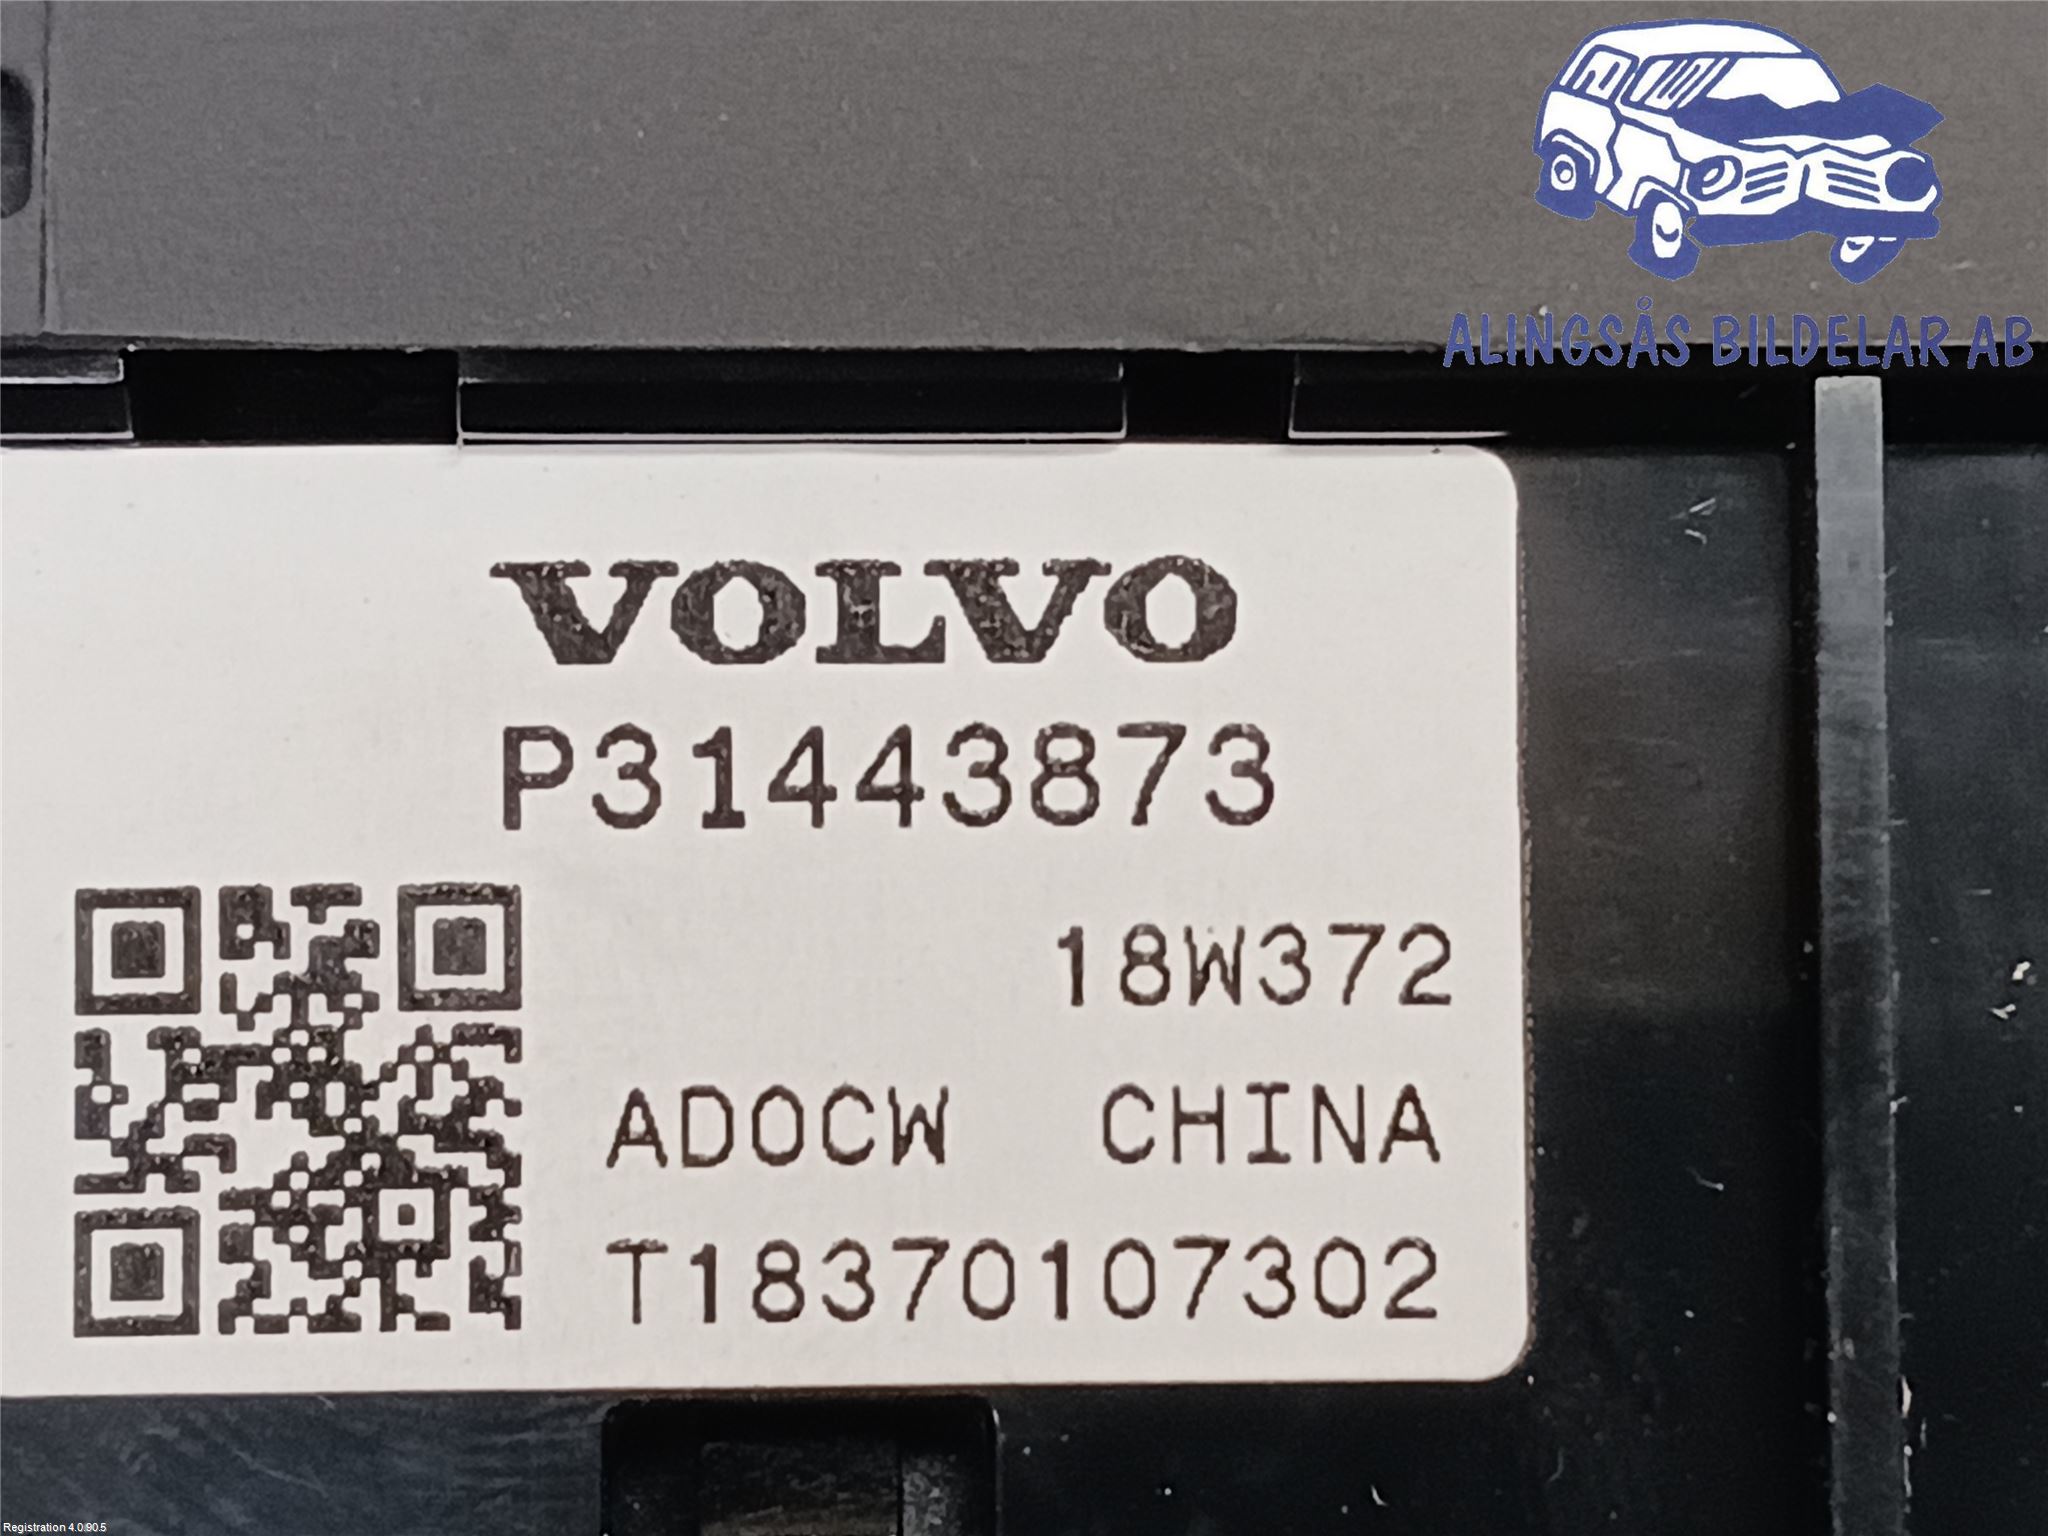 ALINGSÅS BILDELAR AB
VOLVO
P31443873
18W372
ADOCW CHINA
T18370107302
Registration 4.0.90.5